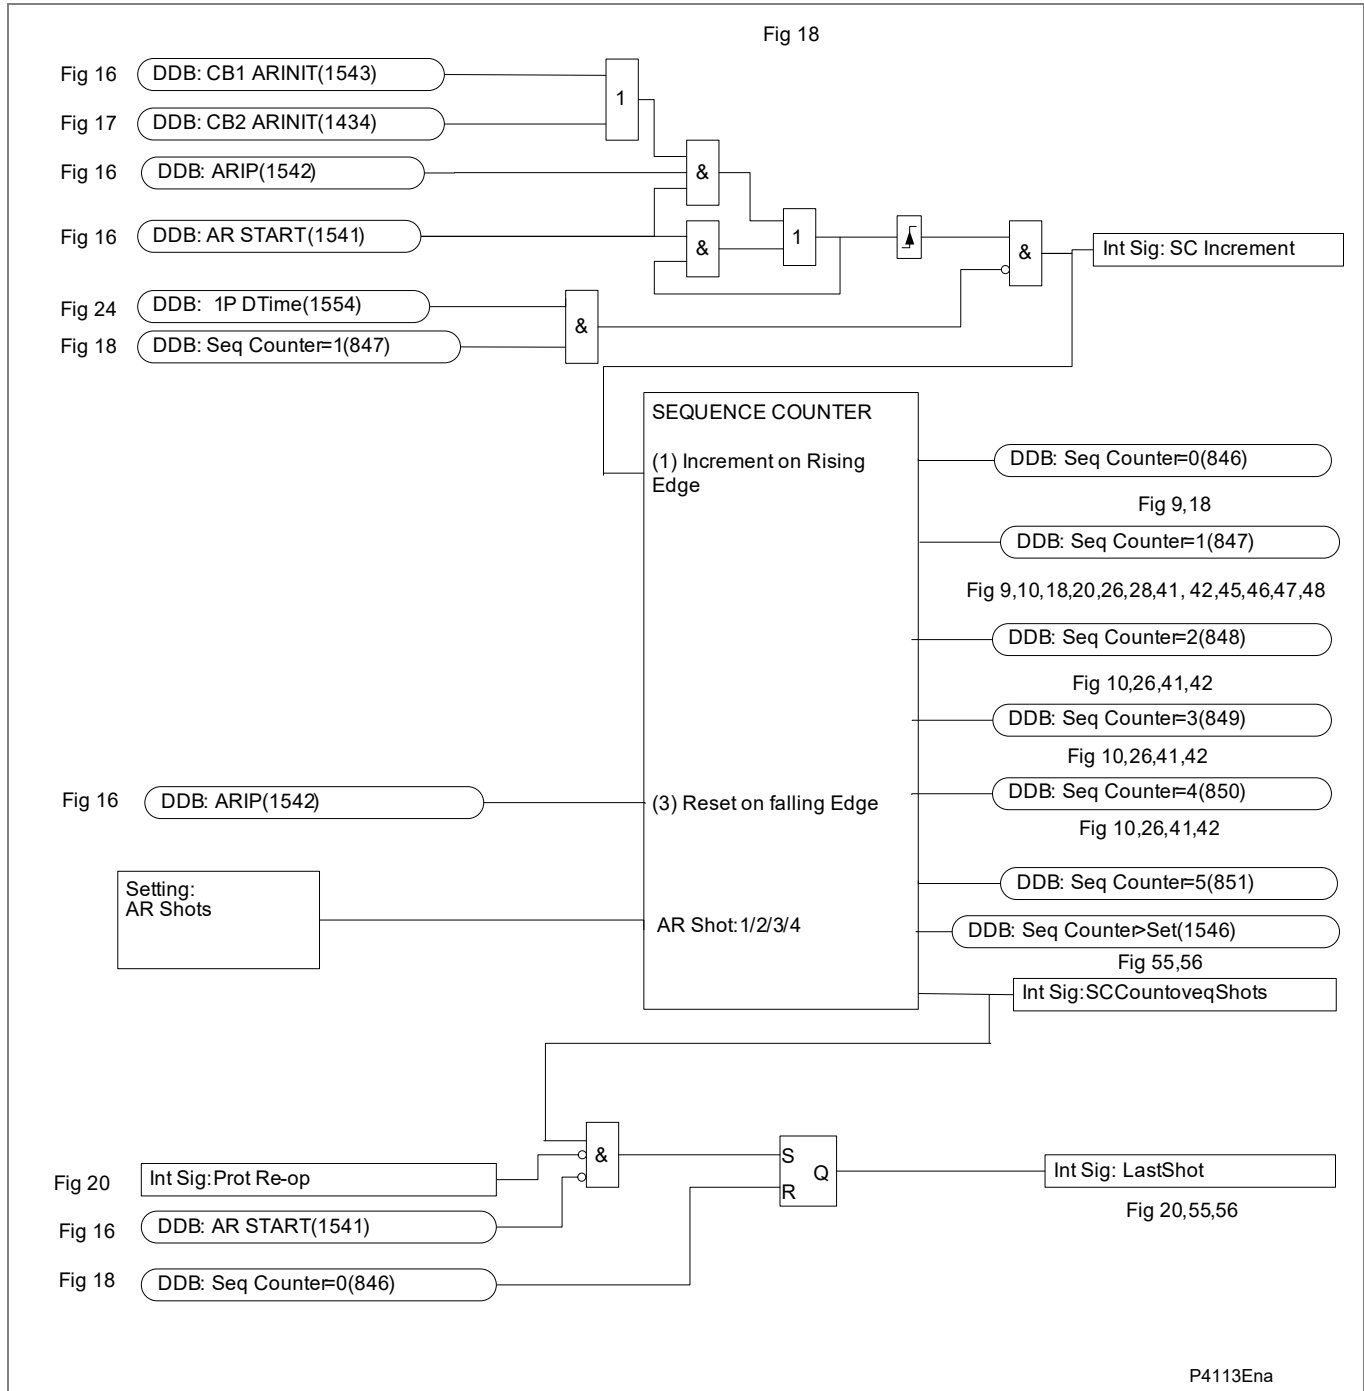 Fig 18
Fig 16
DDB: CB1 ARINIT(1543)
1
Fig 17
DDB: CB2 ARINIT(1434)
Fig 16
DDB: ARIP(1542)
&
Fig 16
DDB: AR START(1541)
&
1
&
Int Sig: SC Increment
Fig 24
DDB: 1P DTime(1554)
&
Fig 18
DDB: Seq Counter=1(847)
SEQUENCE COUNTER
(1) Increment on Rising
Edge
DDB: Seq Counter=0(846)
Fig 9,18
DDB: Seq Counter=1(847)
Fig 9,10,18,20,26,28,41, 42,45,46,47,48
DDB: Seq Counter=2(848)
Fig 10,26,41,42
DDB: Seq Counter=3(849)
Fig 10,26,41,42
Fig 16
DDB: ARIP(1542)
(3) Reset on falling Edge
DDB: Seq Counter=4(850)
Fig 10,26,41,42
Setting:
AR Shots
DDB: Seq Counter=5(851)
AR Shot:1/2/3/4
DDB: Seq Counter>Set(1546)
Fig 55,56
Int Sig:SCCountoveqShots
&
S
Q
R
Fig 20
Int Sig:Prot Re-op
Int Sig: LastShot
Fig 16
DDB: AR START(1541)
Fig 20,55,56
Fig 18
DDB: Seq Counter=0(846)
P4113Ena